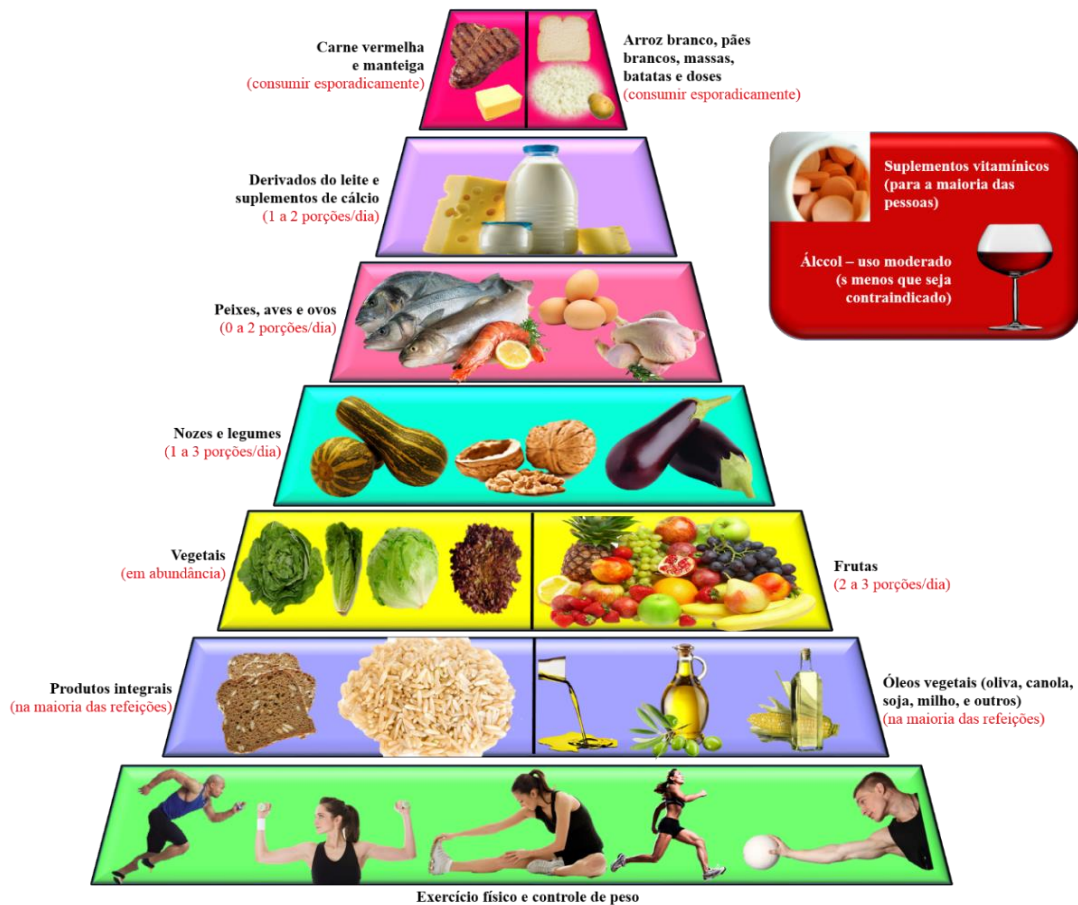 Carne vermelha
e manteiga
(consumir esporadicamente)
Arroz branco, pães
brancos, massas,
batatas e doses
(consumir esporadicamente)
Derivados do leite e
suplementos de cálcio
(1 a 2 porções/dia)
Suplementos vitamínicos
(para a maioria das
pessoas)
Álccol – uso moderado
(s menos que seja
contraindicado)
Peixes, aves e ovos
(0 a 2 porções/dia)
Nozes e legumes
(1 a 3 porções/dia)
Vegetais
(em abundância)
Frutas
(2 a 3 porções/dia)
Produtos integrais
(na maioria das refeições)
Óleos vegetais (oliva, canola,
soja, milho, e outros)
(na maioria das refeições)
Exercício físico e controle de peso